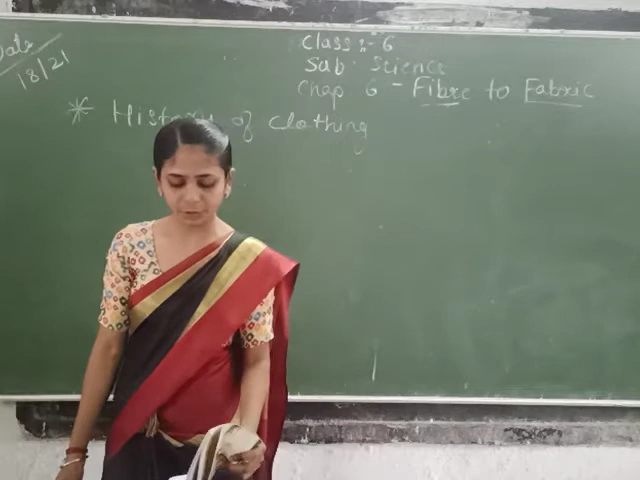 Date
18/21
Class :- 6
Sub : Science
Chap 6 - Fibre to Fabric
* History of Clothing